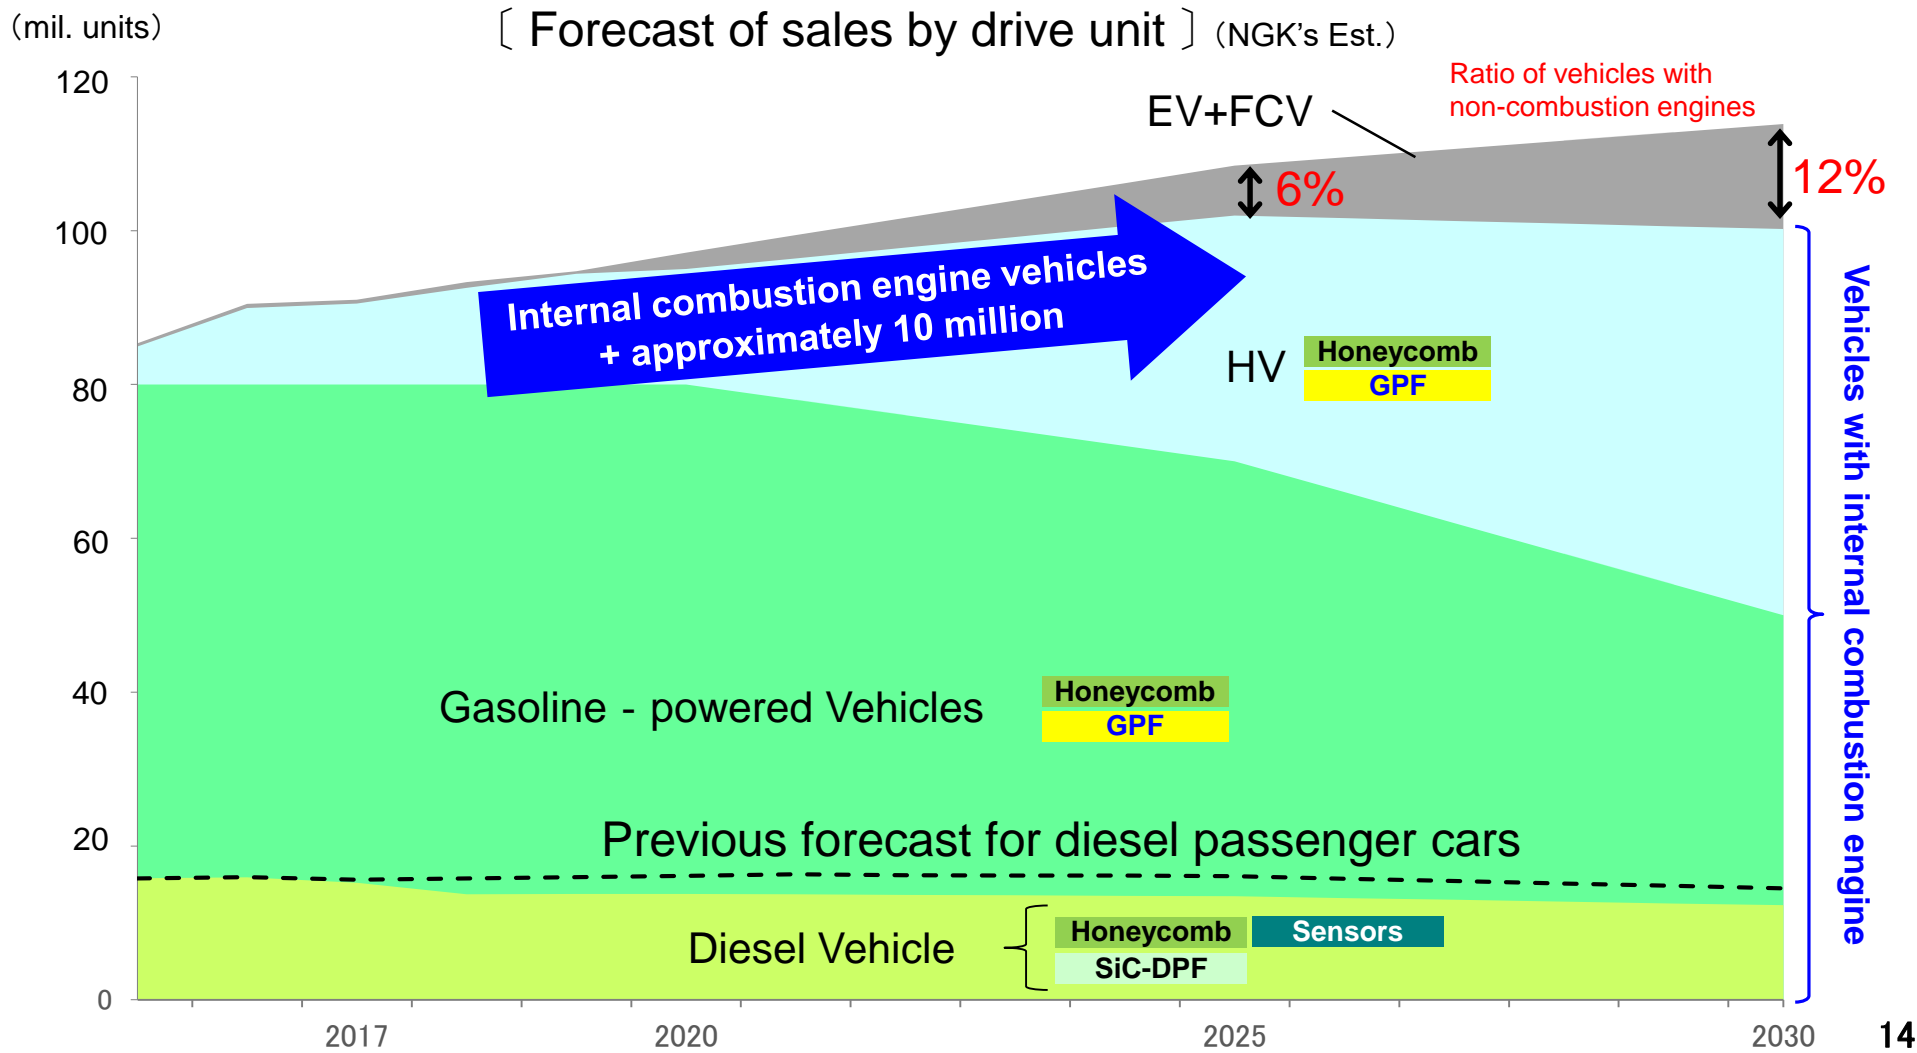 （mil. units）
〔 Forecast of sales by drive unit 〕（NGK’s Est.）
Ratio of vehicles with
non-combustion engines
EV+FCV
6%
12%
120
100
80
60
40
20
0
Internal combustion engine vehicles
+ approximately 10 million
HV
Honeycomb
GPF
Gasoline - powered Vehicles
Honeycomb
GPF
Previous forecast for diesel passenger cars
Diesel Vehicle
Honeycomb
Sensors
SiC-DPF
Vehicles with internal combustion engine
2017
2020
2025
2030
14